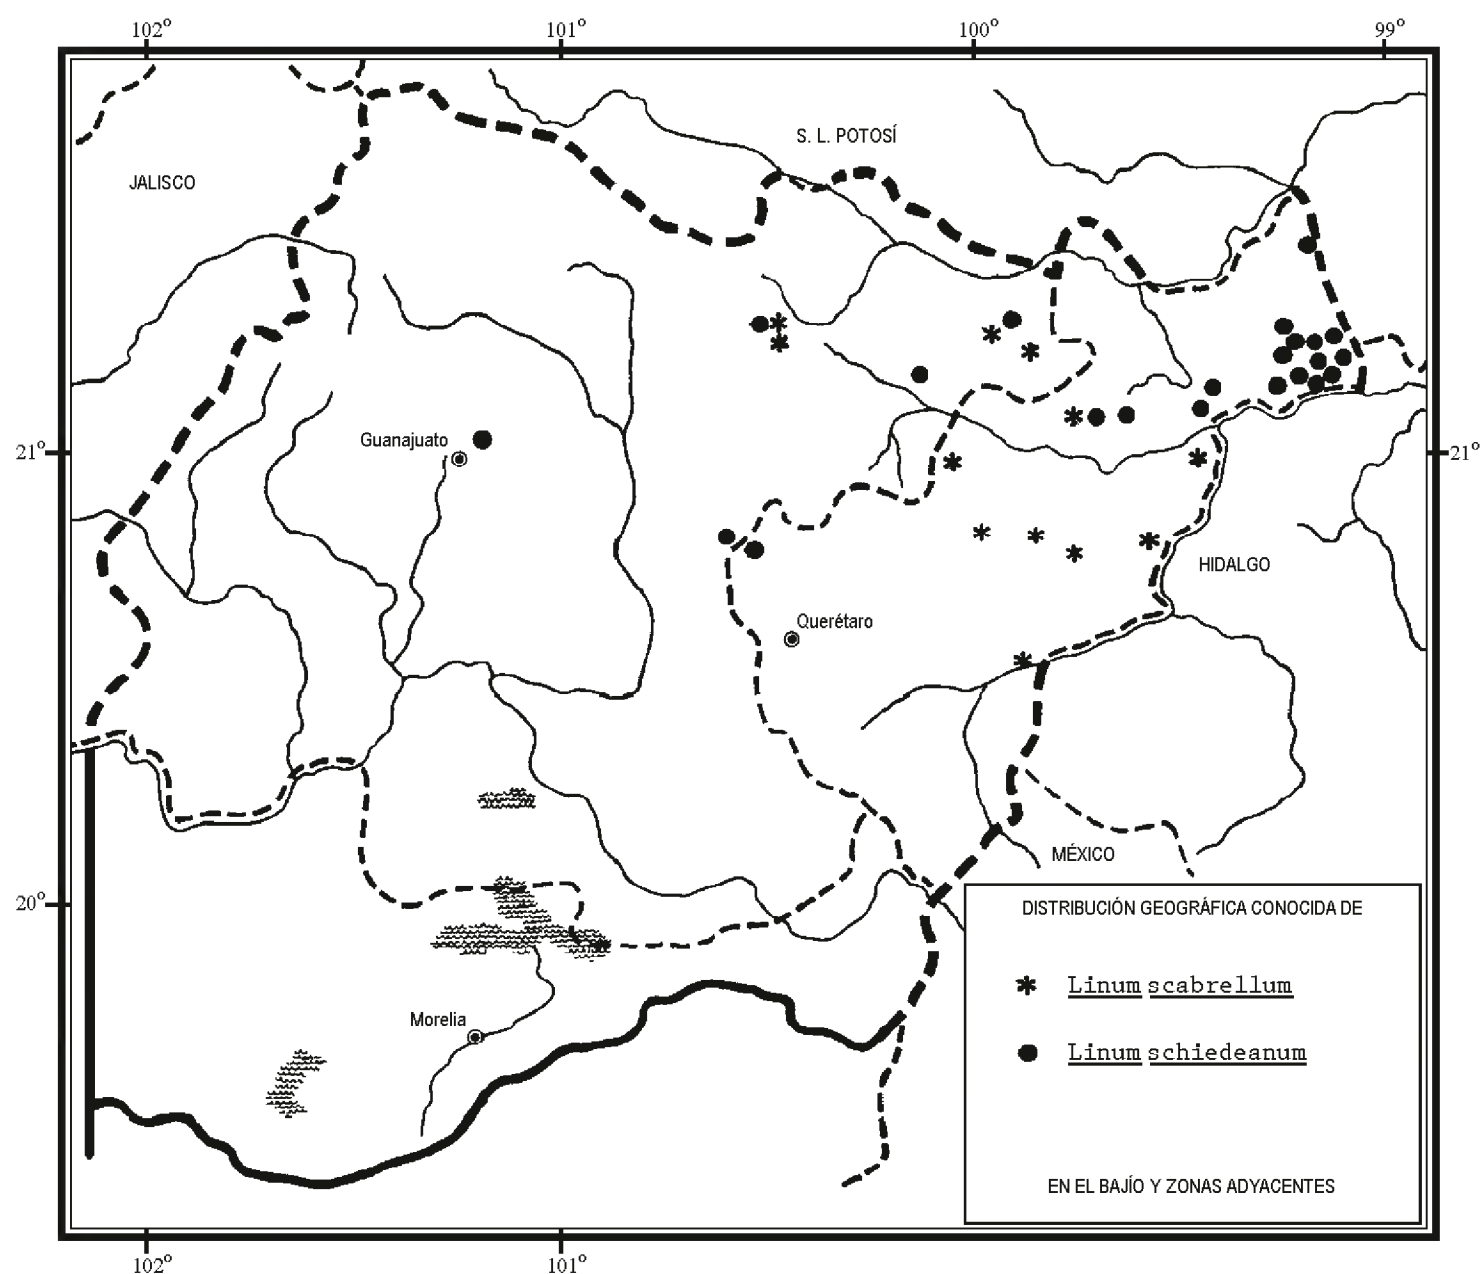 102° 101° 100° 99°
S. L. POTOSÍ
JALISCO
Guanajuato
21° 21°
HIDALGO
Querétaro
MÉXICO
20°
DISTRIBUCIÓN GEOGRÁFICA CONOCIDA DE
Linum scabrellum
Morelia
Linum schiedeanum
EN EL BAJÍO Y ZONAS ADYACENTES
102° 101°